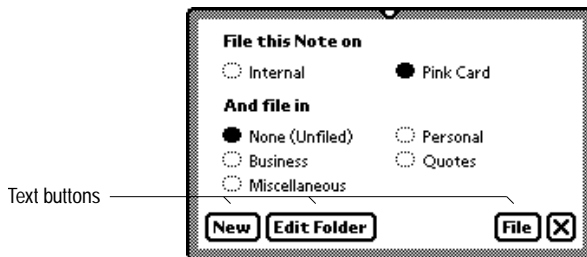 File this Note on
Internal Pink Card
And file in
None (Unfiled) Personal
Business Quotes
Miscellaneous
Text buttons
New Edit Folder File X